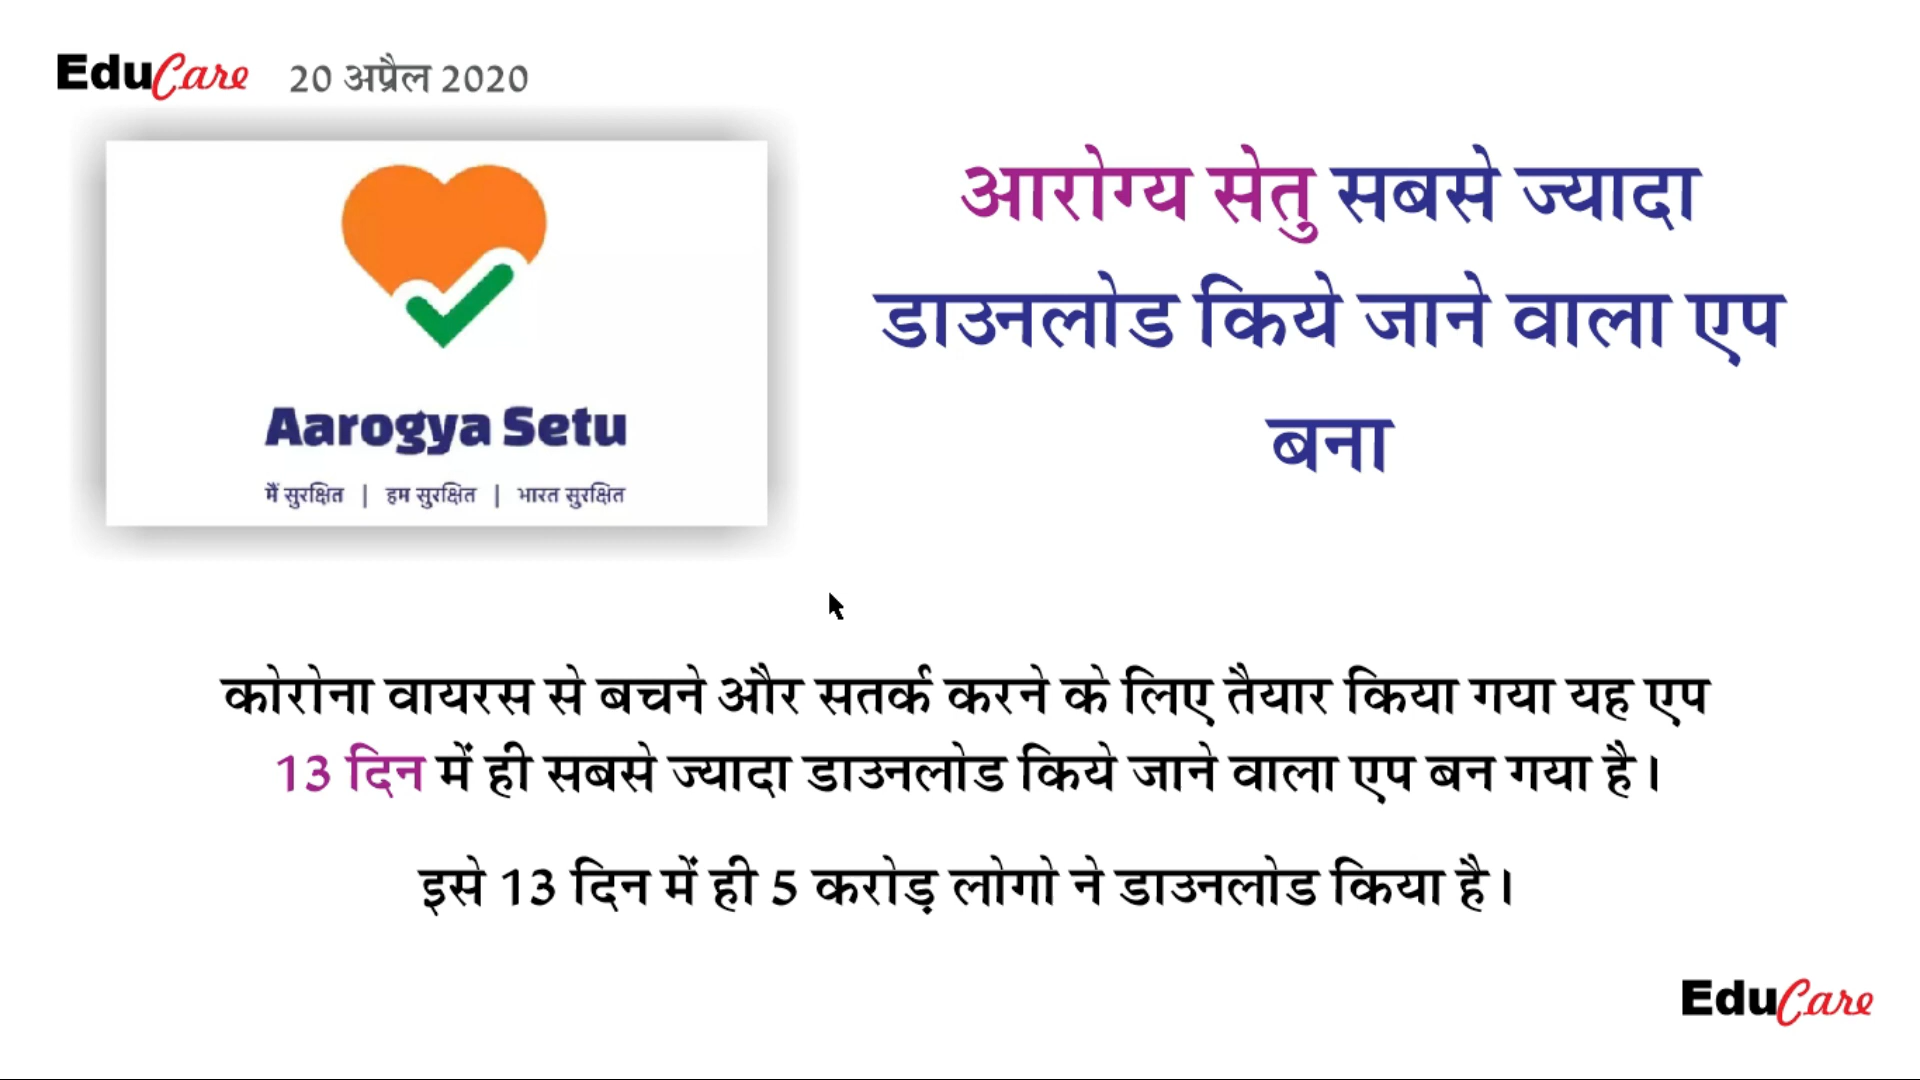 EduCare 20 अप्रैल 2020
Aarogya Setu
मैं सुरक्षित | हम सुरक्षित | भारत सुरक्षित
आरोग्य सेतु सबसे ज्यादा
डाउनलोड किये जाने वाला एप
बना
कोरोना वायरस से बचने और सतर्क करने के लिए तैयार किया गया यह एप
13 दिन में ही सबसे ज्यादा डाउनलोड किये जाने वाला एप बन गया है।
इसे 13 दिन में ही 5 करोड़ लोगो ने डाउनलोड किया है।
EduCare